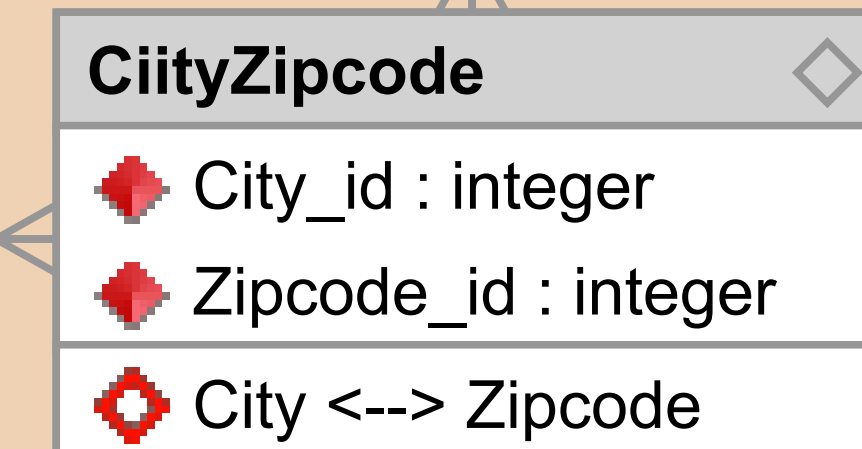 CiityZipcode
City_id : integer
Zipcode_id : integer
City <--> Zipcode